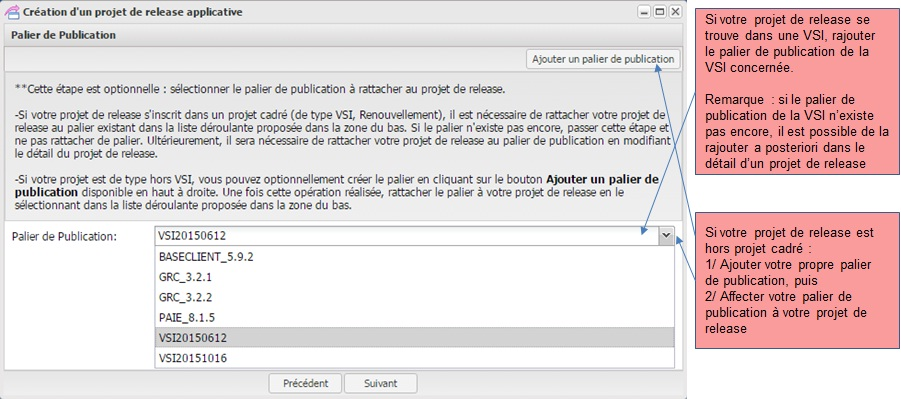 Création d'un projet de release applicative
Palier de Publication
Ajouter un palier de publication
**Cette étape est optionnelle : sélectionner le palier de publication à rattacher au projet de release.
-Si votre projet de release s'inscrit dans un projet cadré (de type VSI, Renouvellement), il est nécessaire de rattacher votre projet de
release au palier existant dans la liste déroulante proposée dans la zone du bas. Si le palier n'existe pas encore, passer cette étape et
ne pas rattacher de palier. Ultérieurement, il sera nécessaire de rattacher votre projet de release au palier de publication en modifiant
le détail du projet de release.
-Si votre projet est de type hors VSI, vous pouvez optionnellement créer le palier en cliquant sur le bouton Ajouter un palier de
publication disponible en haut à droite. Une fois cette opération réalisée, rattacher le palier à votre projet de release en le
sélectionnant dans la liste déroulante proposée dans la zone du bas.
Palier de Publication:
VSI20150612
BASECLIENT_5.9.2
GRC_3.2.1
GRC_3.2.2
PAIE_8.1.5
VSI20150612
VSI20151016
Précédent
Suivant
Si votre projet de release se
trouve dans une VSI, rajouter
le palier de publication de la
VSI concernée.
Remarque : si le palier de
publication de la VSI n'existe
pas encore, il est possible de la
rajouter a posteriori dans le
détail d'un projet de release
Si votre projet de release est
hors projet cadré :
1/ Ajouter votre propre palier
de publication, puis
2/ Affecter votre palier de
publication à votre projet de
release